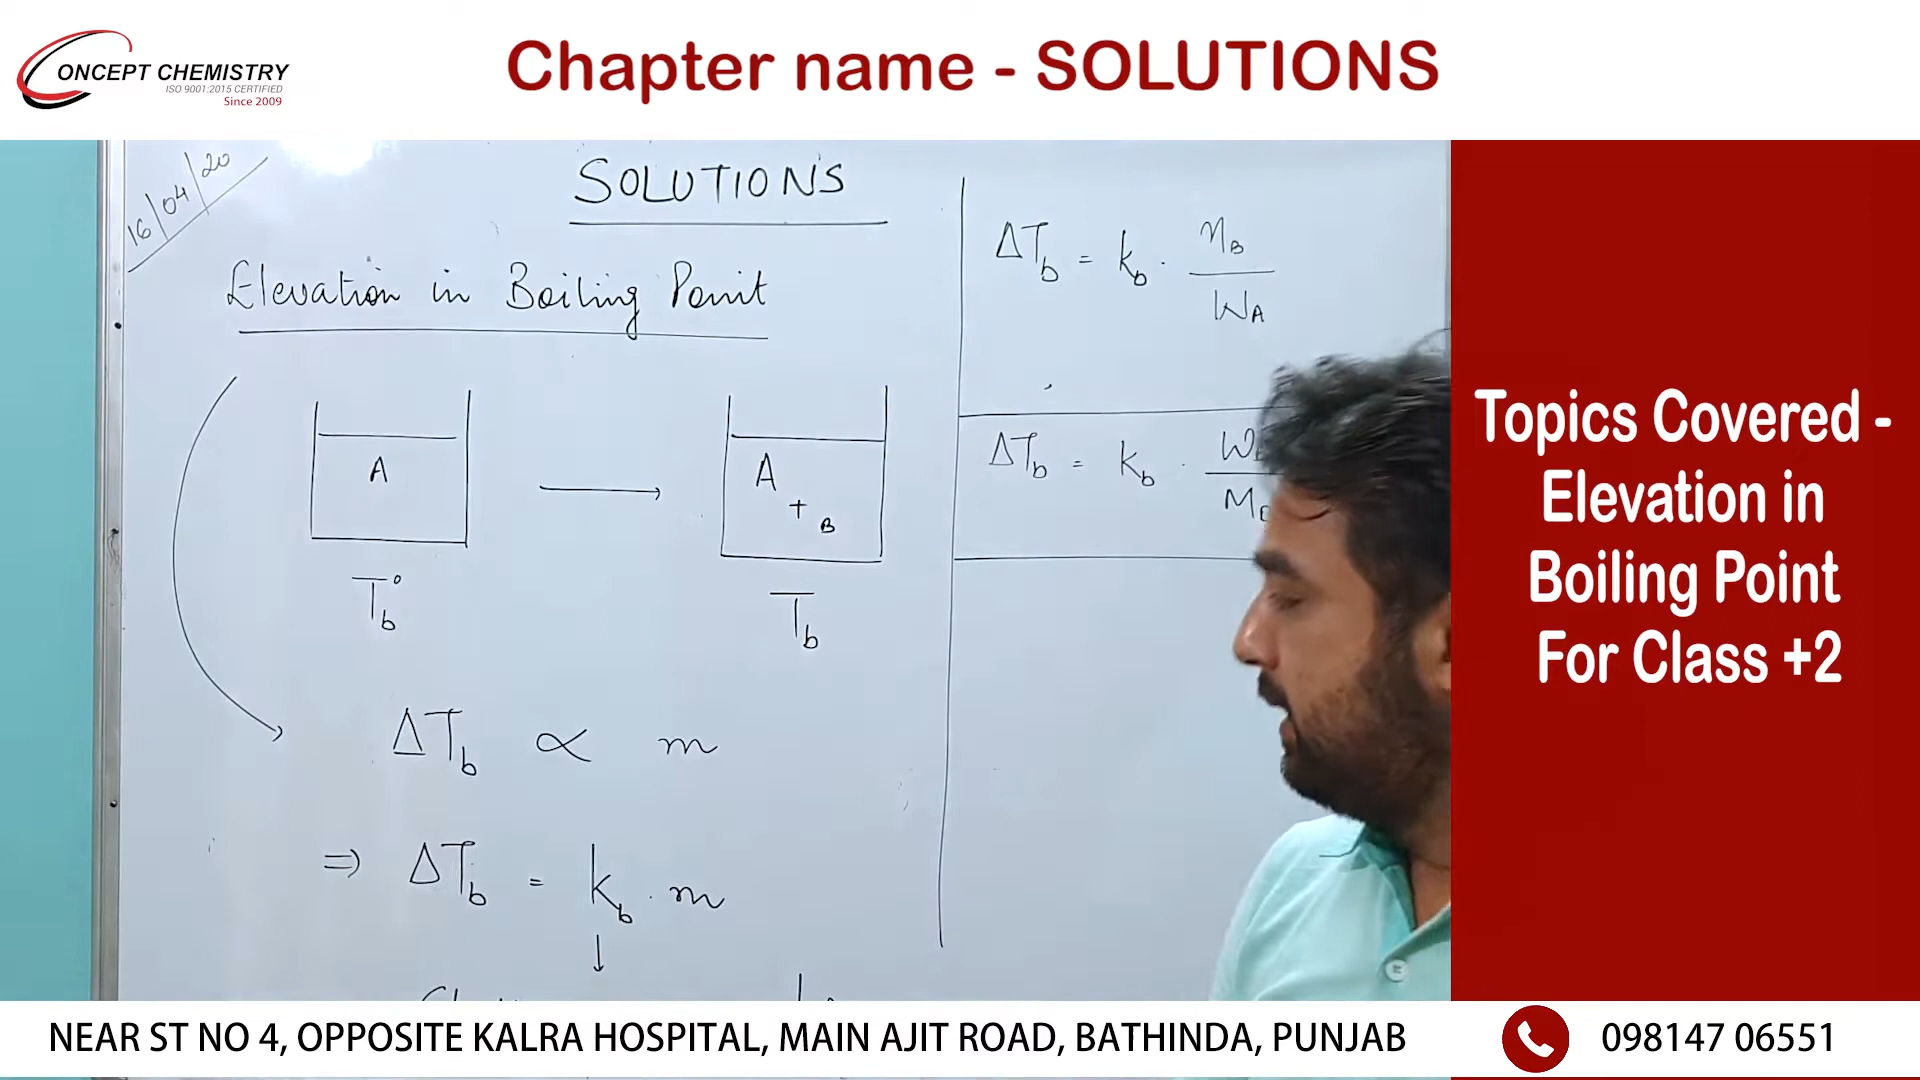 CONCEPT CHEMISTRY
ISO 9001:2015 CERTIFIED
Since 2009
Chapter name - SOLUTIONS
16/04/20
SOLUTIONS
Elevation in Boiling Point
A
A
+ B
T°b
Tb
ΔTb ∝ m
⇒ ΔTb = kb . m
↓
ΔTb = kb . nB / WA
ΔTb = kb . W / M
Topics Covered -
Elevation in
Boiling Point
For Class +2
NEAR ST NO 4, OPPOSITE KALRA HOSPITAL, MAIN AJIT ROAD, BATHINDA, PUNJAB
098147 06551